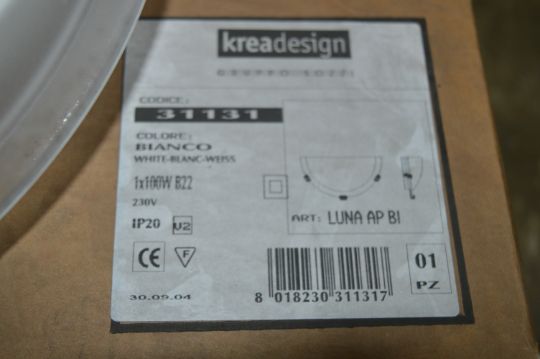 kreadesign
GRUPPO LOZZI
CODICE:
31131
COLORE:
BIANCO
WHITE-BLANC-WEISS
1x100W B22
230V
IP20 V2
CE F
ART: LUNA AP BI
30.09.04
8 018230 311317
01
PZ